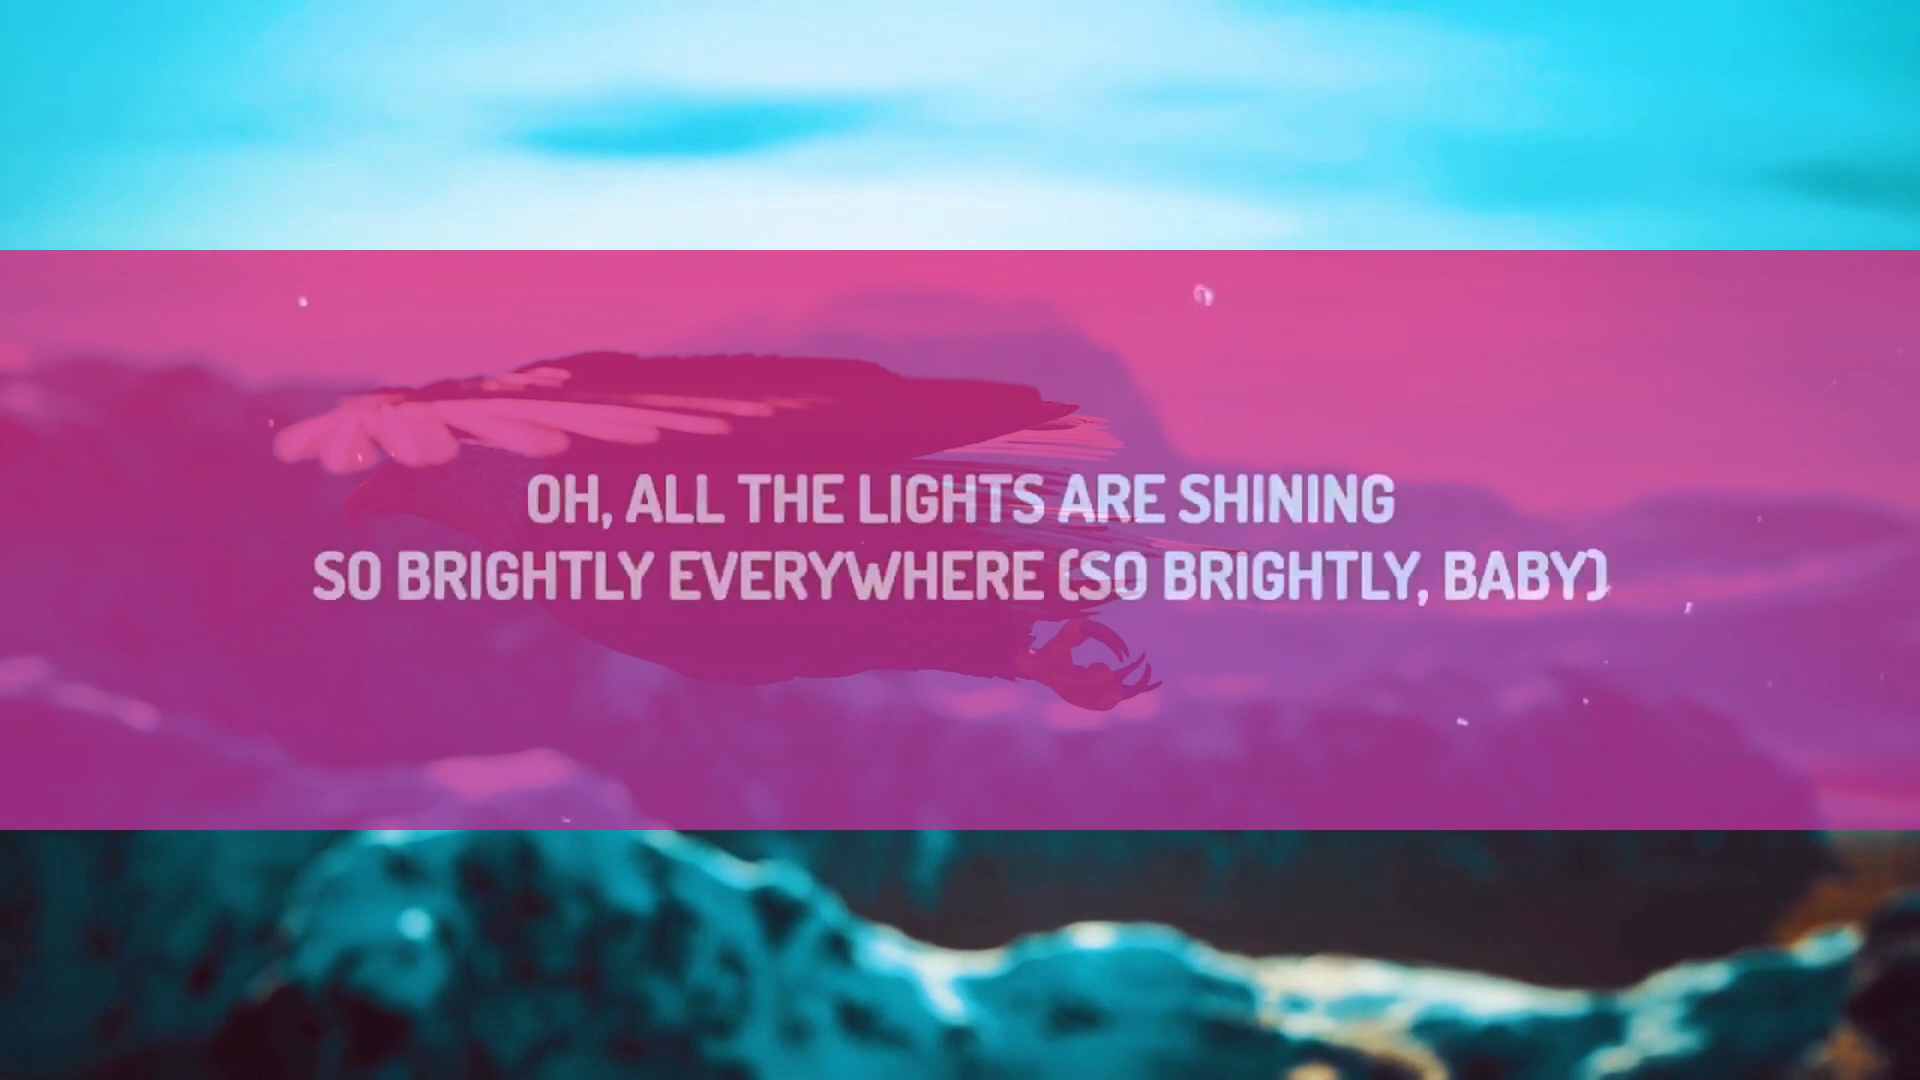 OH, ALL THE LIGHTS ARE SHINING
SO BRIGHTLY EVERYWHERE (SO BRIGHTLY, BABY)